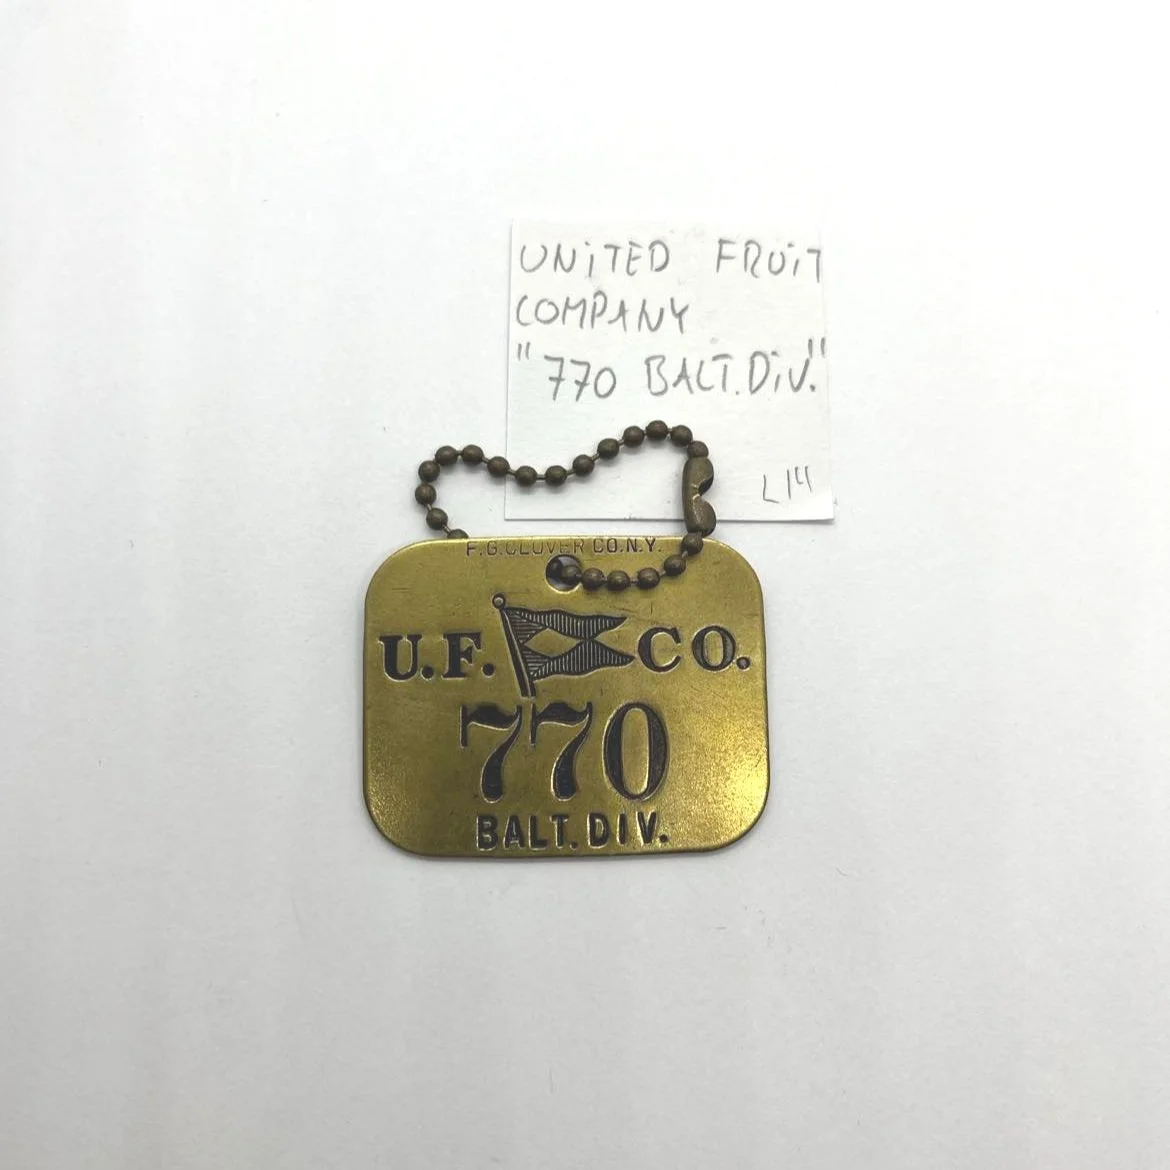 UNITED FRUIT
COMPANY
"770 BALT.DIV."
L14
F.G.CLOVER CO.N.Y.
U.F. CO.
770
BALT. DIV.